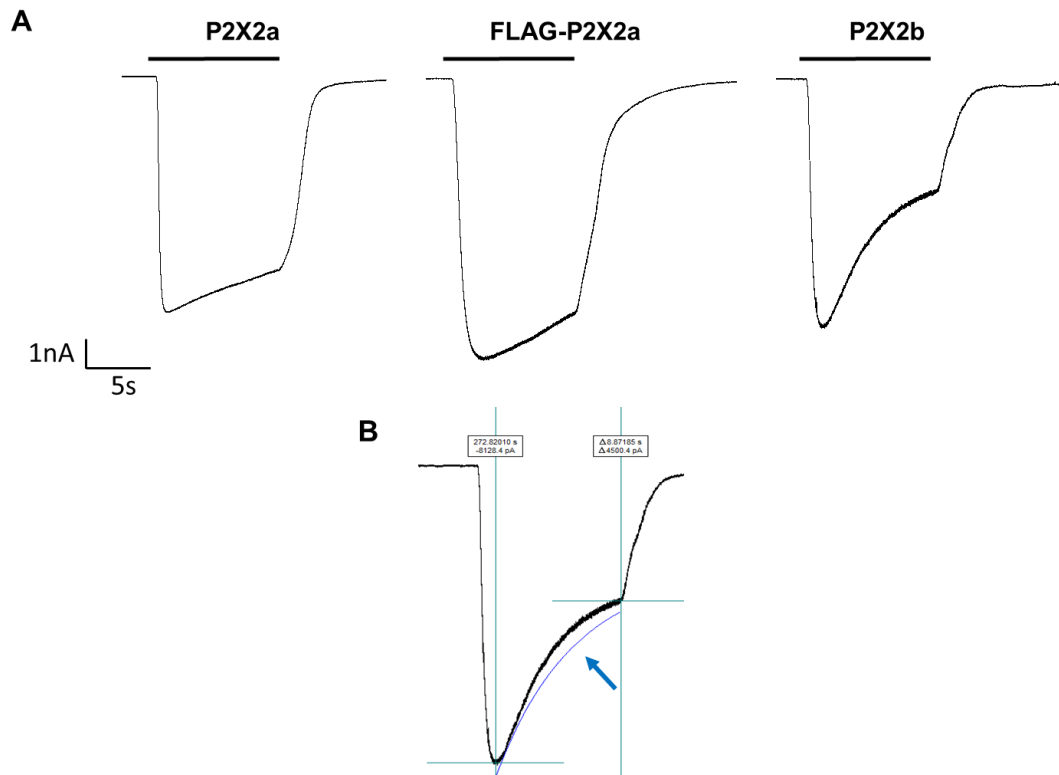 A
P2X2a
FLAG-P2X2a
P2X2b
1nA
5s
B
272.82010 s
-8128.4 pA
Δ8.87185 s
Δ4500.4 pA